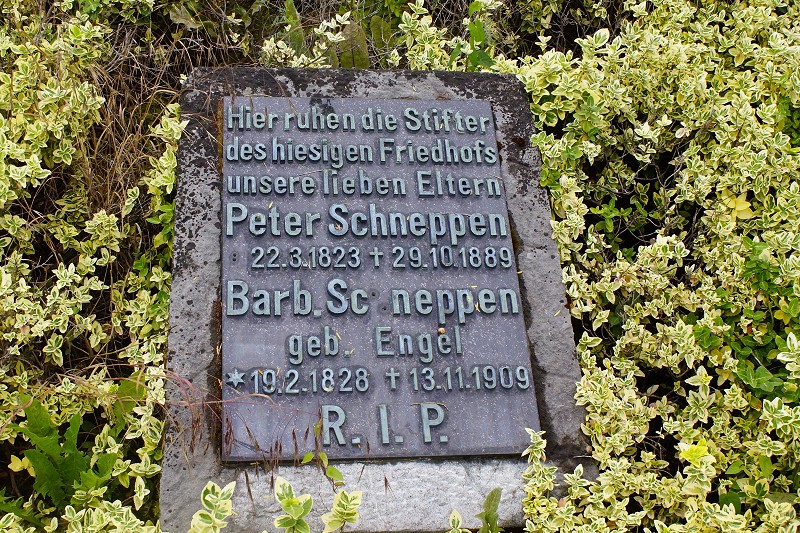 Hier ruhen die Stifter
des hiesigen Friedhofs
unsere lieben Eltern
Peter Schneppen
22.3.1823 † 29.10.1889
Barb. Sc neppen
geb. Engel
*19.2.1828 † 13.11.1909
R. I. P.